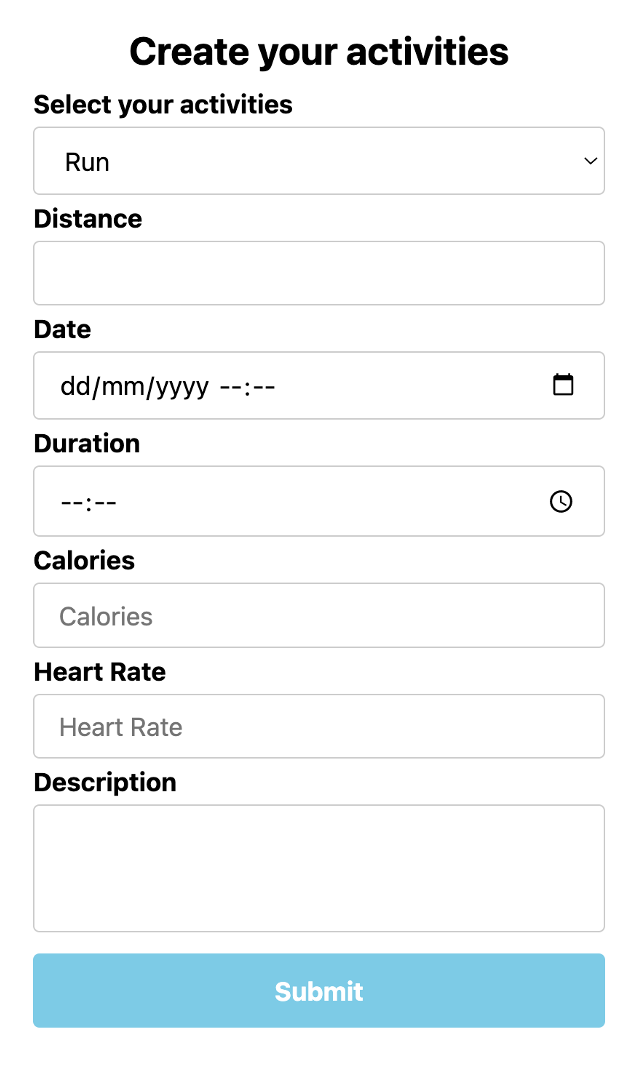 Create your activities
Select your activities
Run
Distance
Date
dd/mm/yyyy --:--
Duration
--:--
Calories
Calories
Heart Rate
Heart Rate
Description
Submit